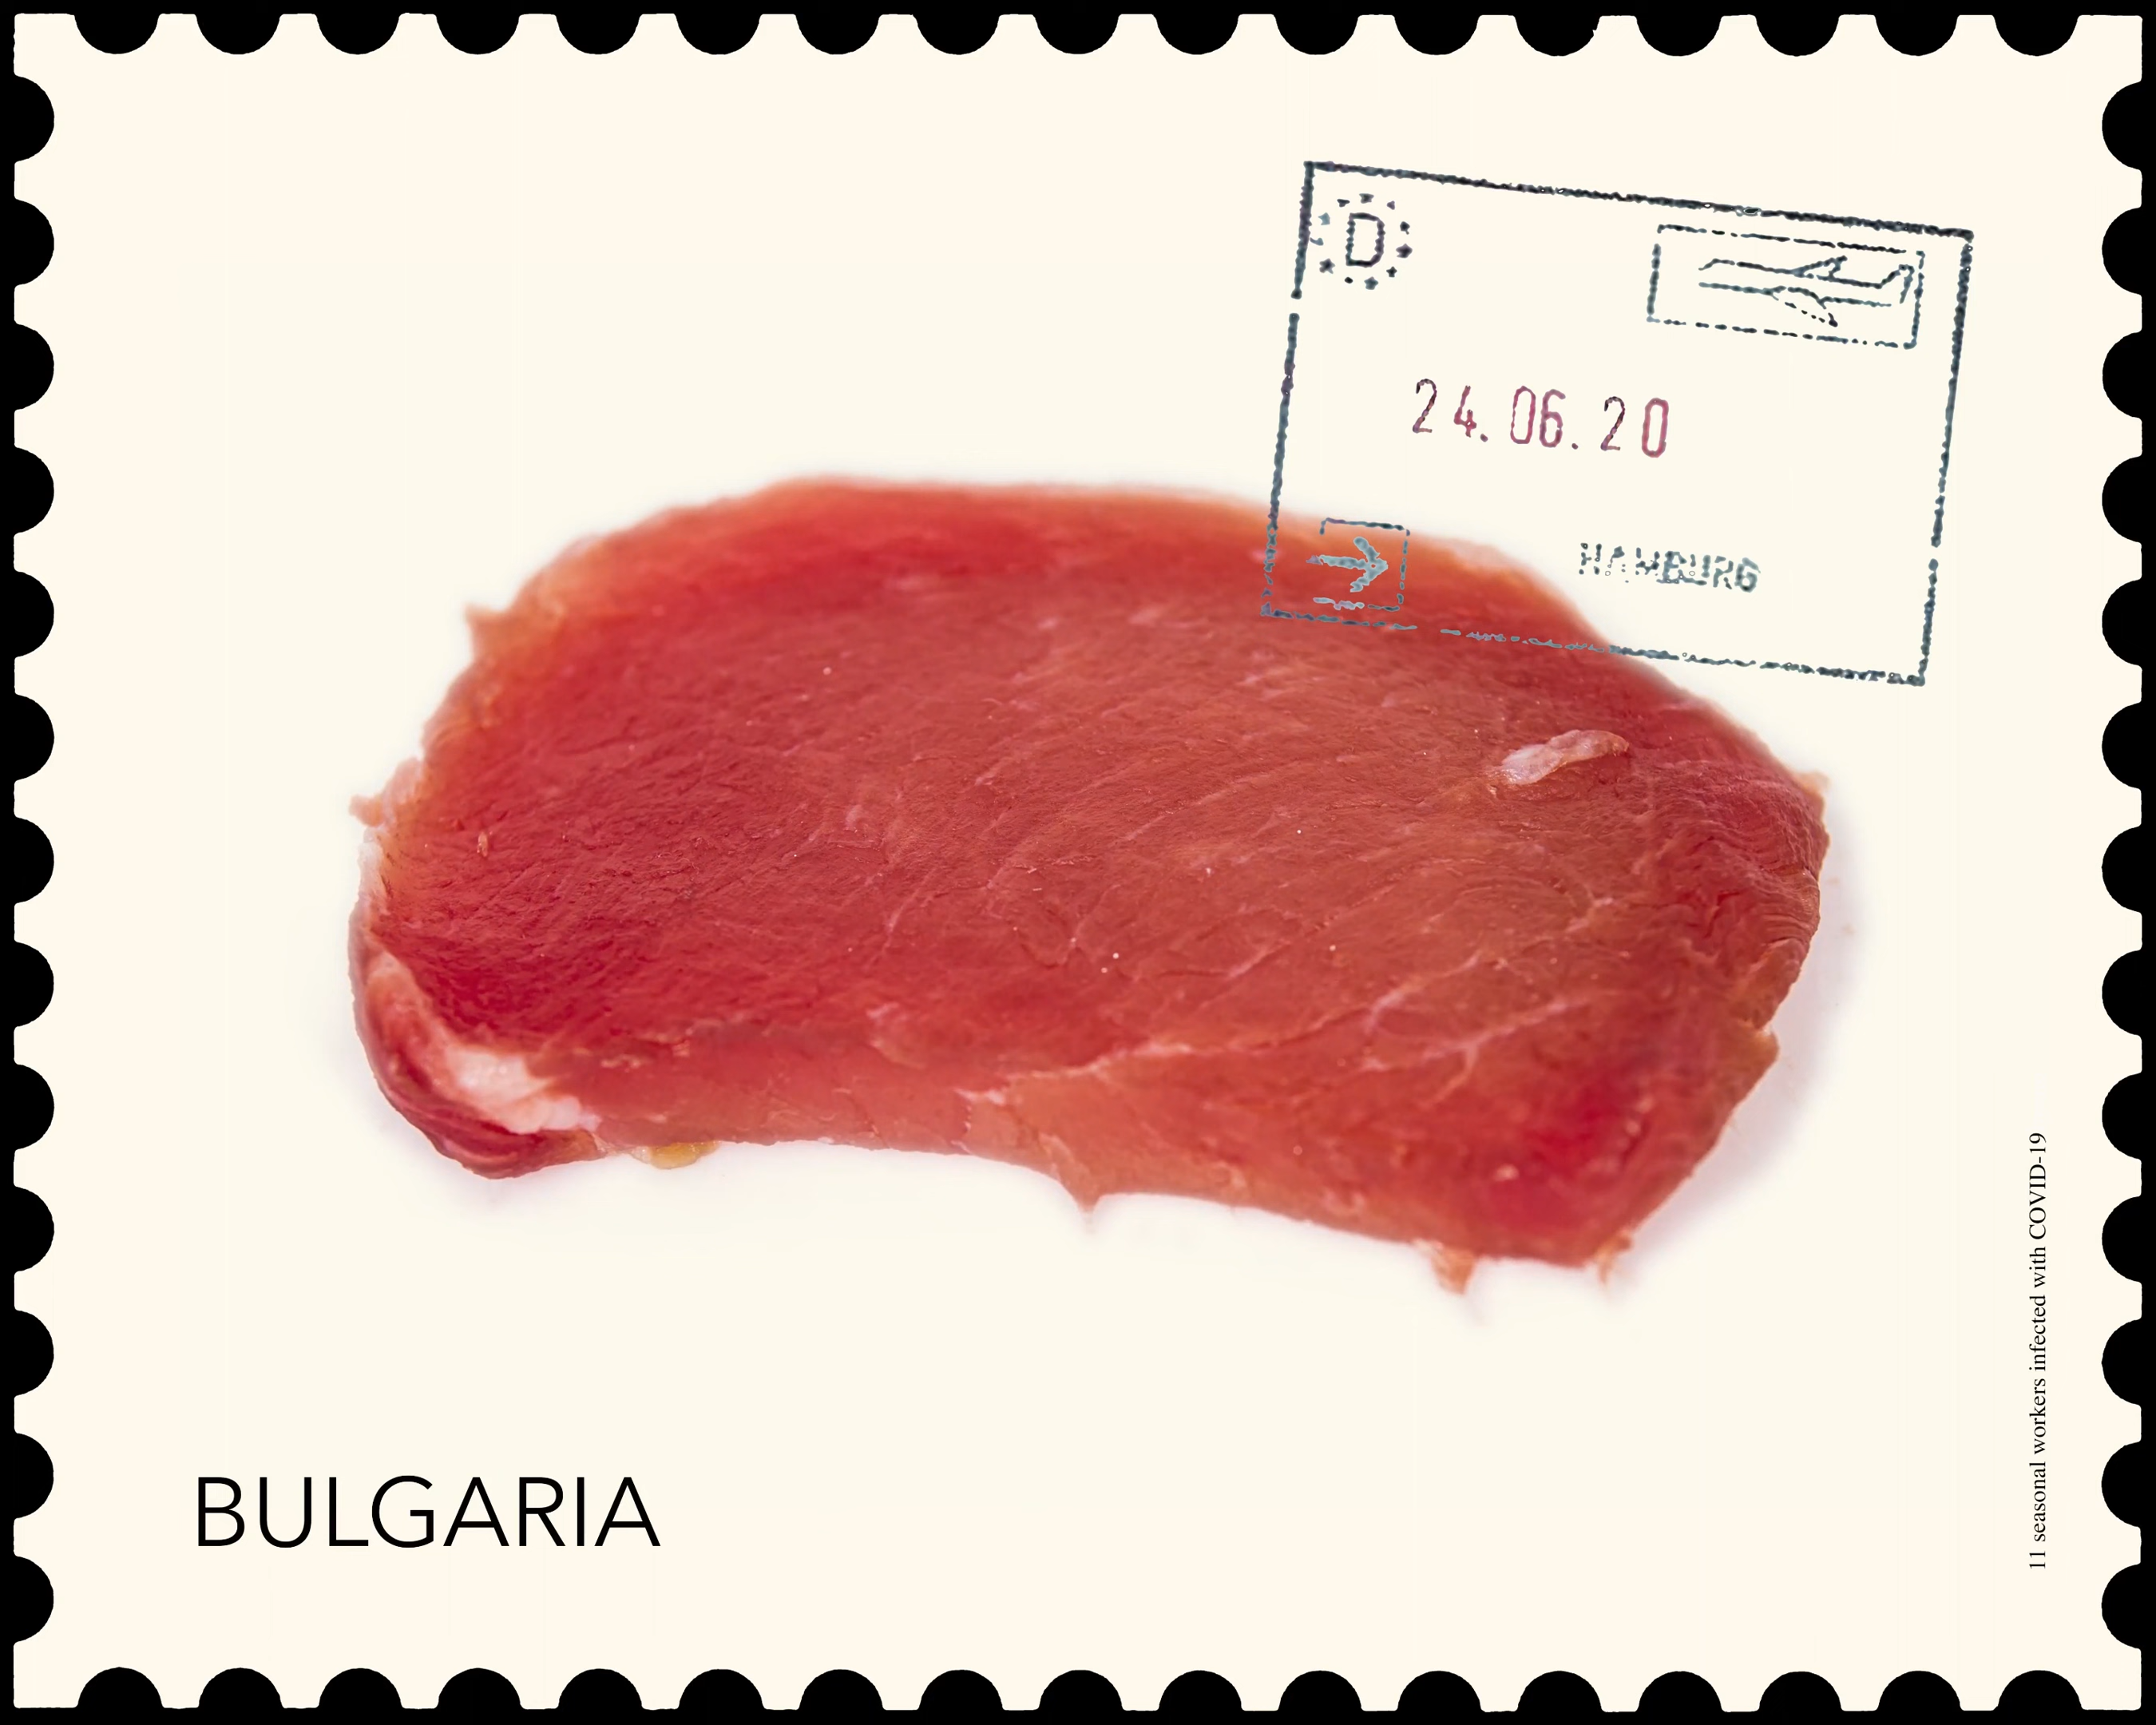 D
24.06.20
HAMBURG
BULGARIA
11 seasonal workers infected with COVID-19